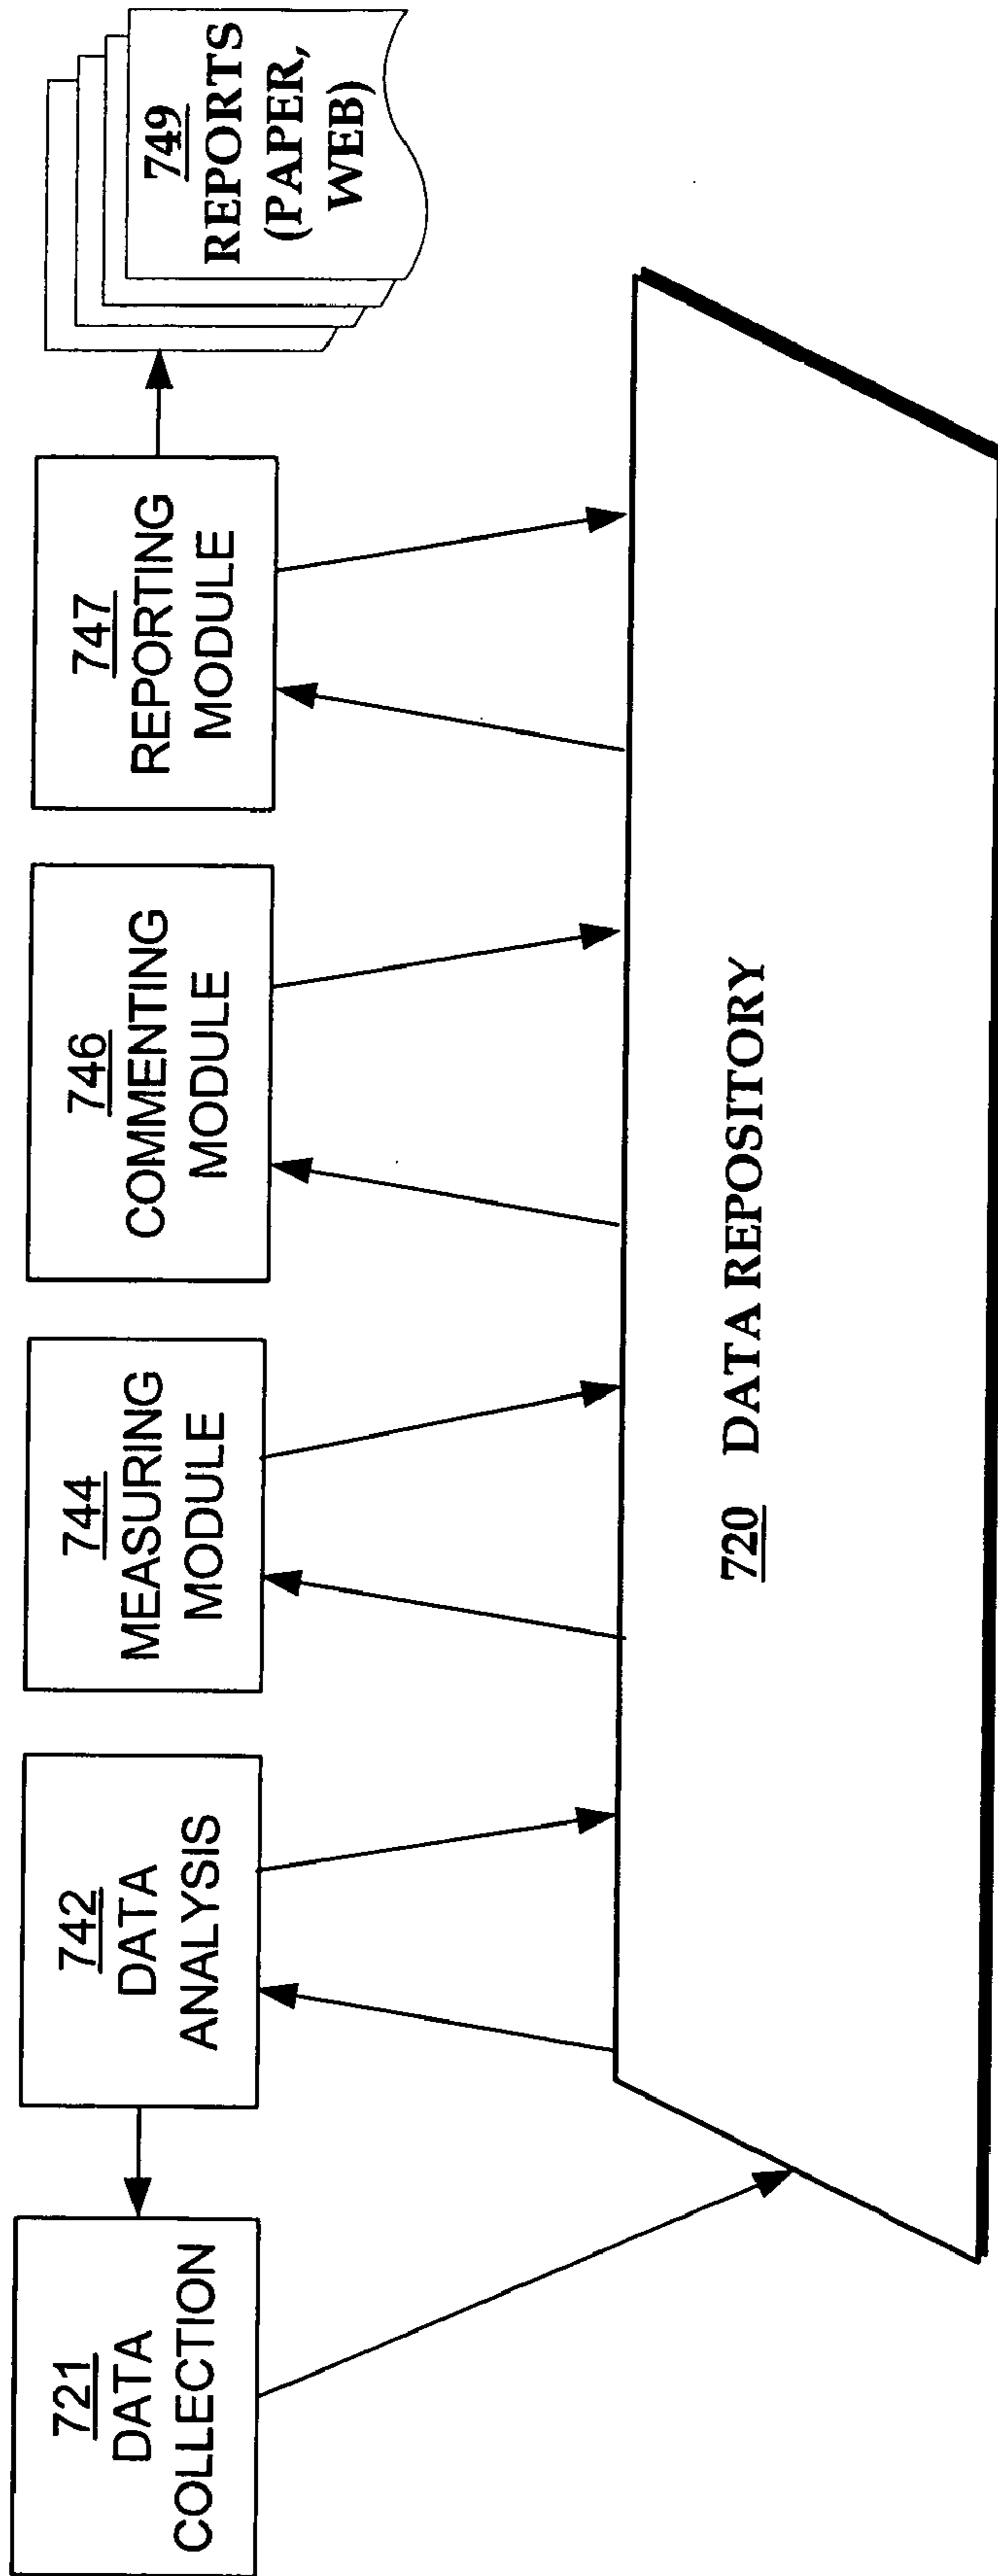 721
DATA
COLLECTION
742
DATA
ANALYSIS
744
MEASURING
MODULE
746
COMMENTING
MODULE
747
REPORTING
MODULE
749
REPORTS
(PAPER,
WEB)
720 DATA REPOSITORY